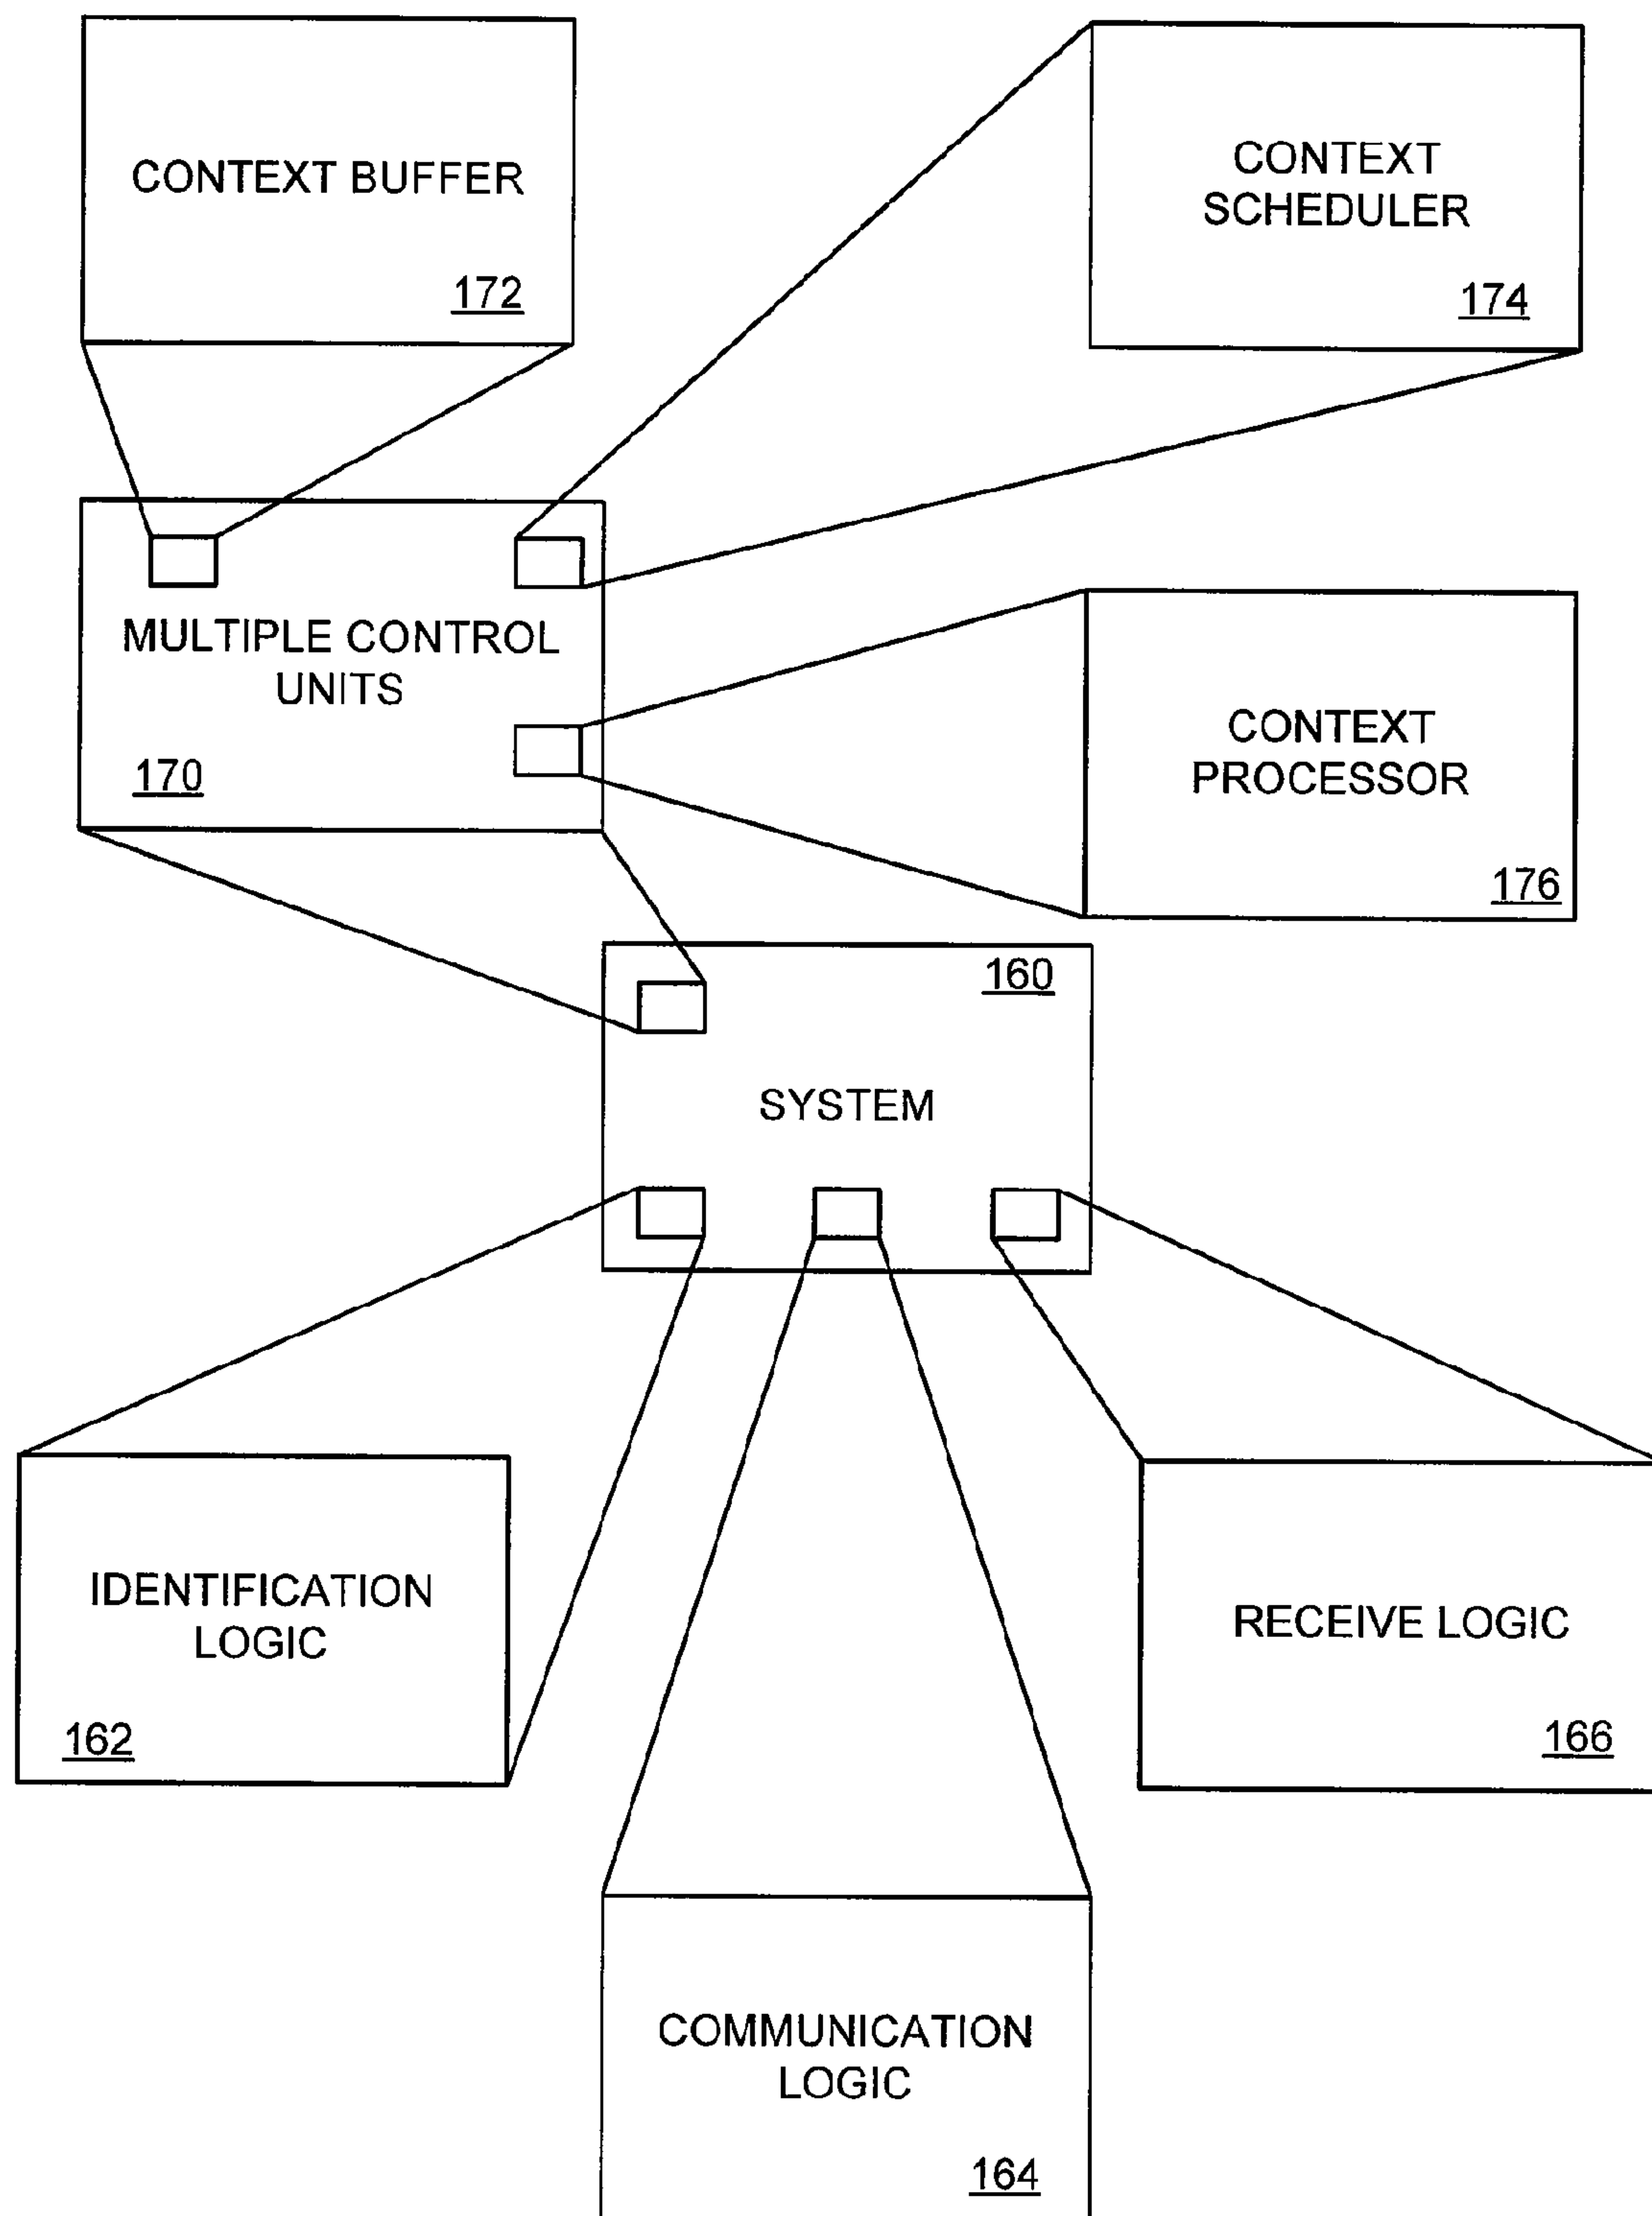 CONTEXT BUFFER
172
CONTEXT
SCHEDULER
174
MULTIPLE CONTROL
UNITS
170
CONTEXT
PROCESSOR
176
160
SYSTEM
IDENTIFICATION
LOGIC
162
RECEIVE LOGIC
166
COMMUNICATION
LOGIC
164